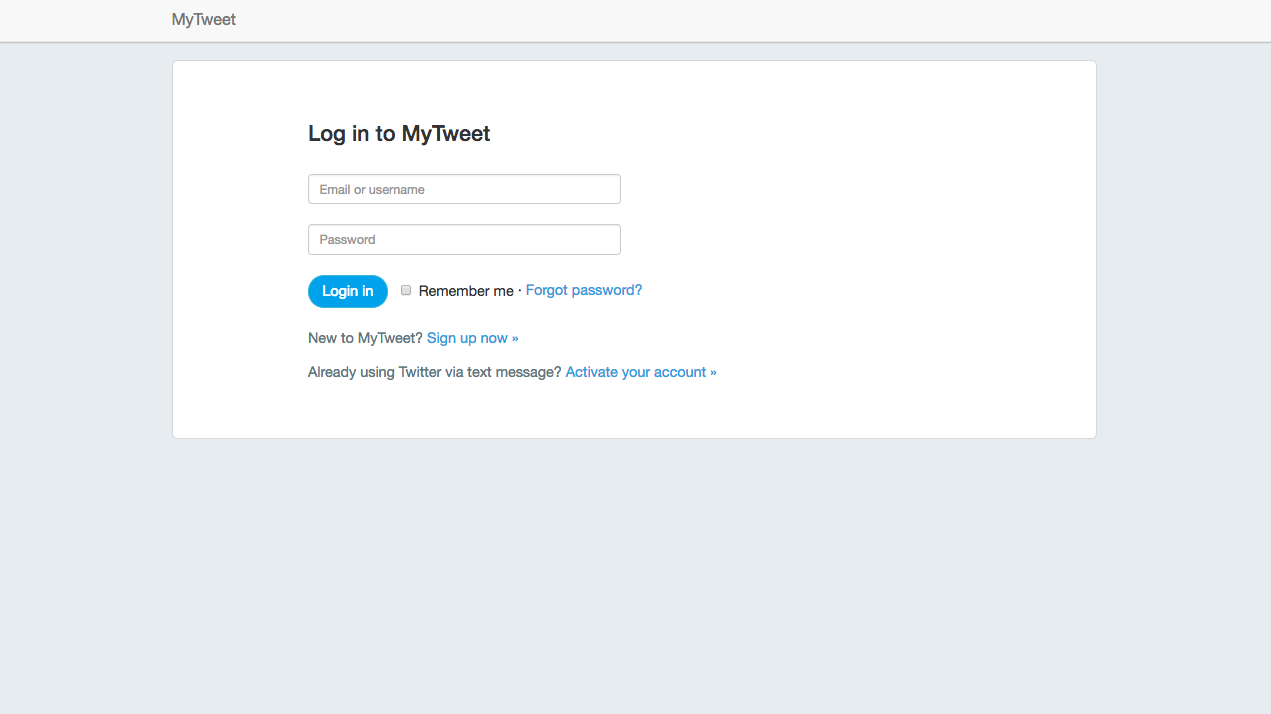 MyTweet
Log in to MyTweet
Email or username
Password
Login in Remember me · Forgot password?
New to MyTweet? Sign up now »
Already using Twitter via text message? Activate your account »